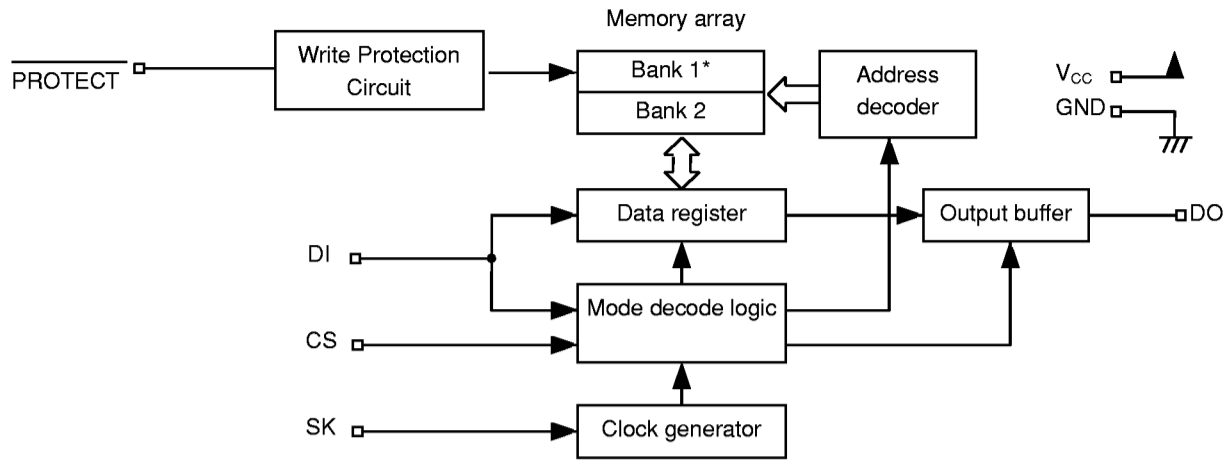 Memory array
PROTECT
Write Protection
Circuit
Bank 1*
Bank 2
Address
decoder
VCC
GND
Data register
Output buffer
DO
DI
Mode decode logic
CS
SK
Clock generator